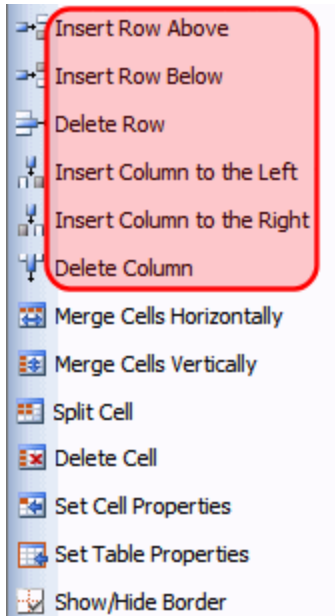 Insert Row Above
Insert Row Below
Delete Row
Insert Column to the Left
Insert Column to the Right
Delete Column
Merge Cells Horizontally
Merge Cells Vertically
Split Cell
Delete Cell
Set Cell Properties
Set Table Properties
Show/Hide Border